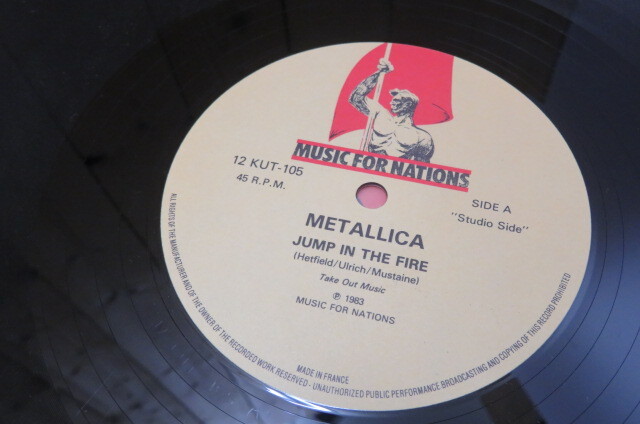 MUSIC FOR NATIONS
12 KUT-105
45 R.P.M.
SIDE A
"Studio Side"
METALLICA
JUMP IN THE FIRE
(Hetfield/Ulrich/Mustaine)
Take Out Music
℗ 1983
MUSIC FOR NATIONS
MADE IN FRANCE
ALL RIGHTS OF THE MANUFACTURER AND OF THE OWNER OF THE RECORDED WORK RESERVED - UNAUTHORIZED PUBLIC PERFORMANCE BROADCASTING AND COPYING OF THIS RECORD PROHIBITED